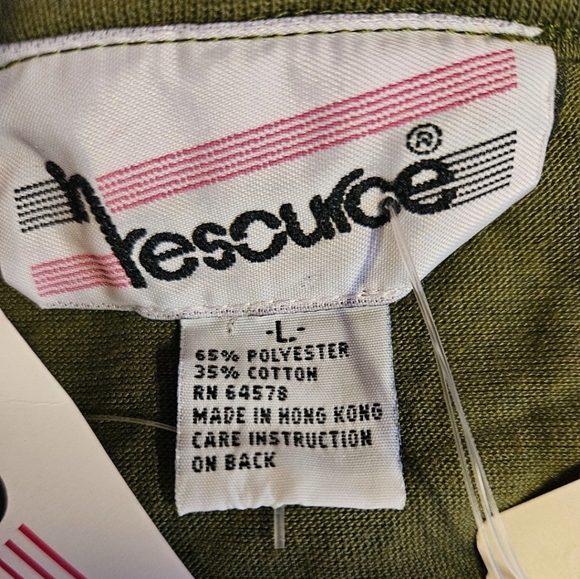 h resource®
-L-
65% POLYESTER
35% COTTON
RN 64578
MADE IN HONG KONG
CARE INSTRUCTION
ON BACK